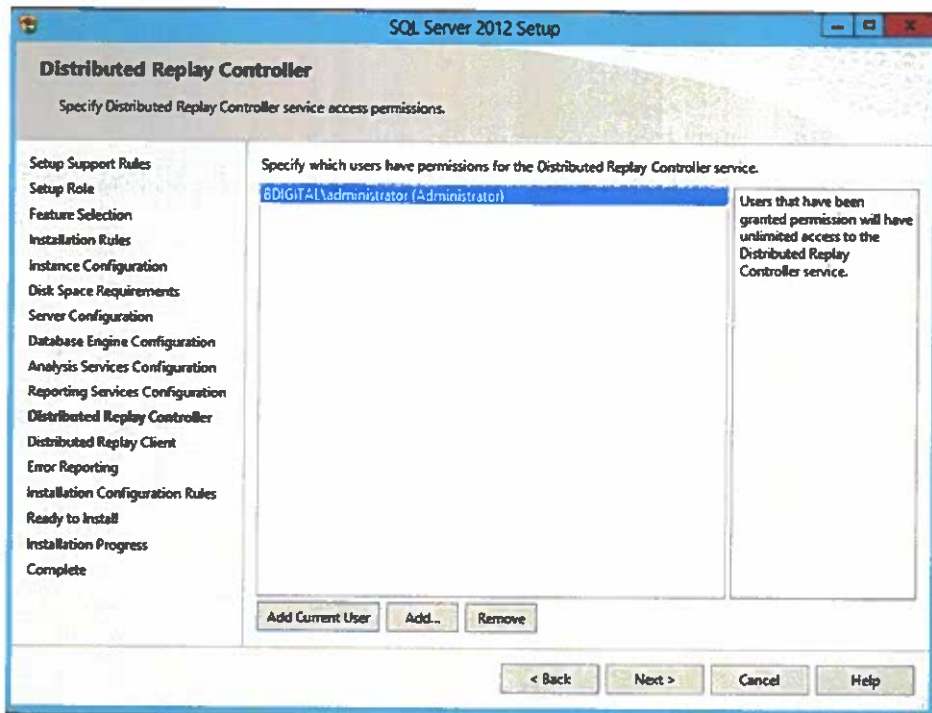 SQL Server 2012 Setup
Distributed Replay Controller
Specify Distributed Replay Controller service access permissions.
Setup Support Rules
Setup Role
Feature Selection
Installation Rules
Instance Configuration
Disk Space Requirements
Server Configuration
Database Engine Configuration
Analysis Services Configuration
Reporting Services Configuration
Distributed Replay Controller
Distributed Replay Client
Error Reporting
Installation Configuration Rules
Ready to Install
Installation Progress
Complete
Specify which users have permissions for the Distributed Replay Controller service.
BDIGITAL\administrator (Administrator)
Users that have been
granted permission will have
unlimited access to the
Distributed Replay
Controller service.
Add Current User
Add...
Remove
< Back
Next >
Cancel
Help